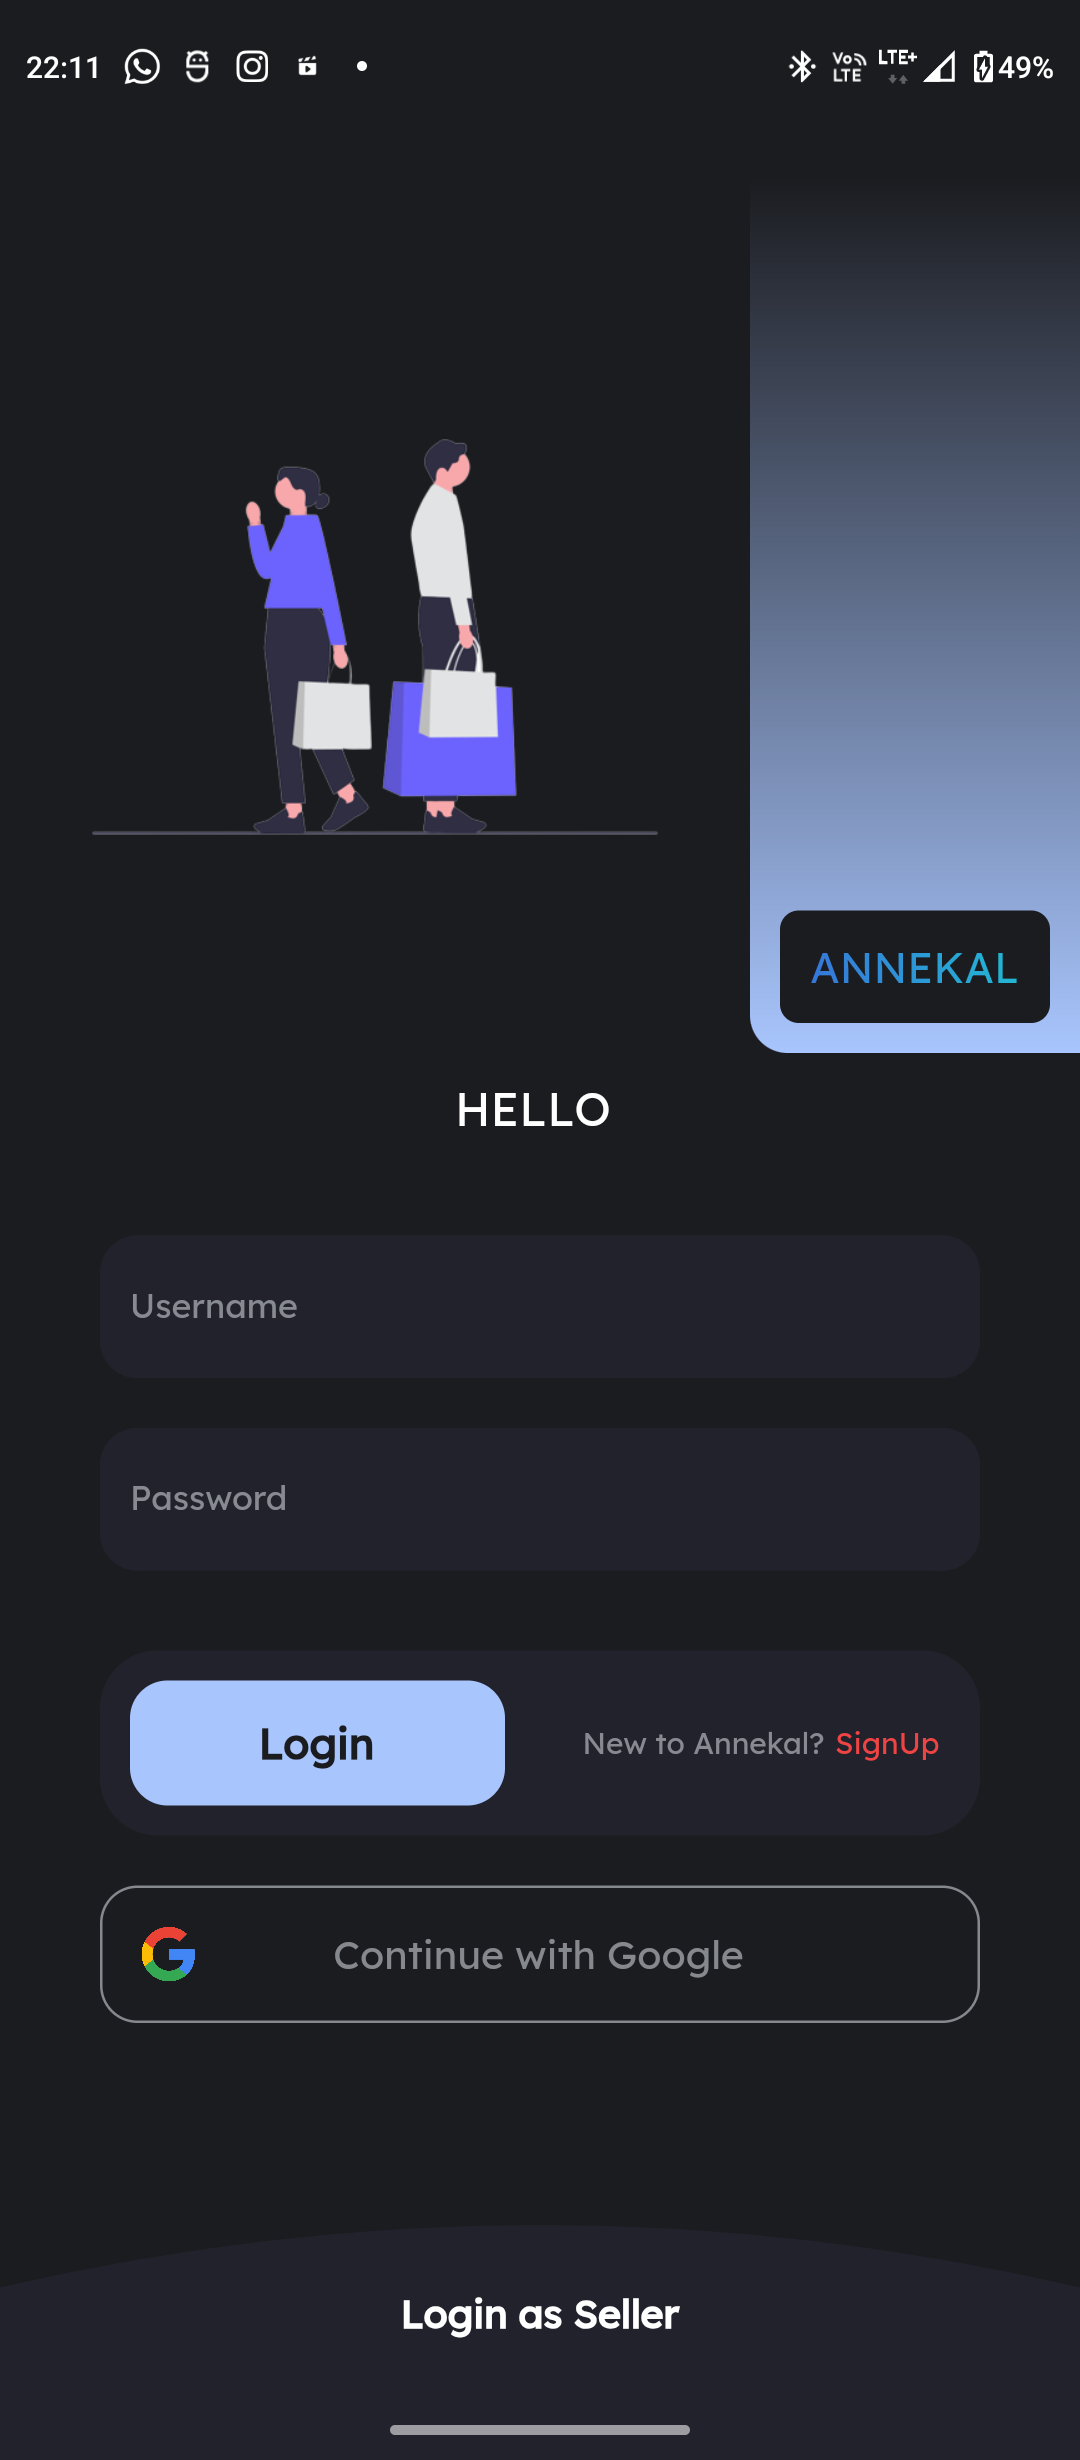 22:11 Vo LTE LTE+ 49%
ANNEKAL
HELLO
Username
Password
Login New to Annekal? SignUp
Continue with Google
Login as Seller